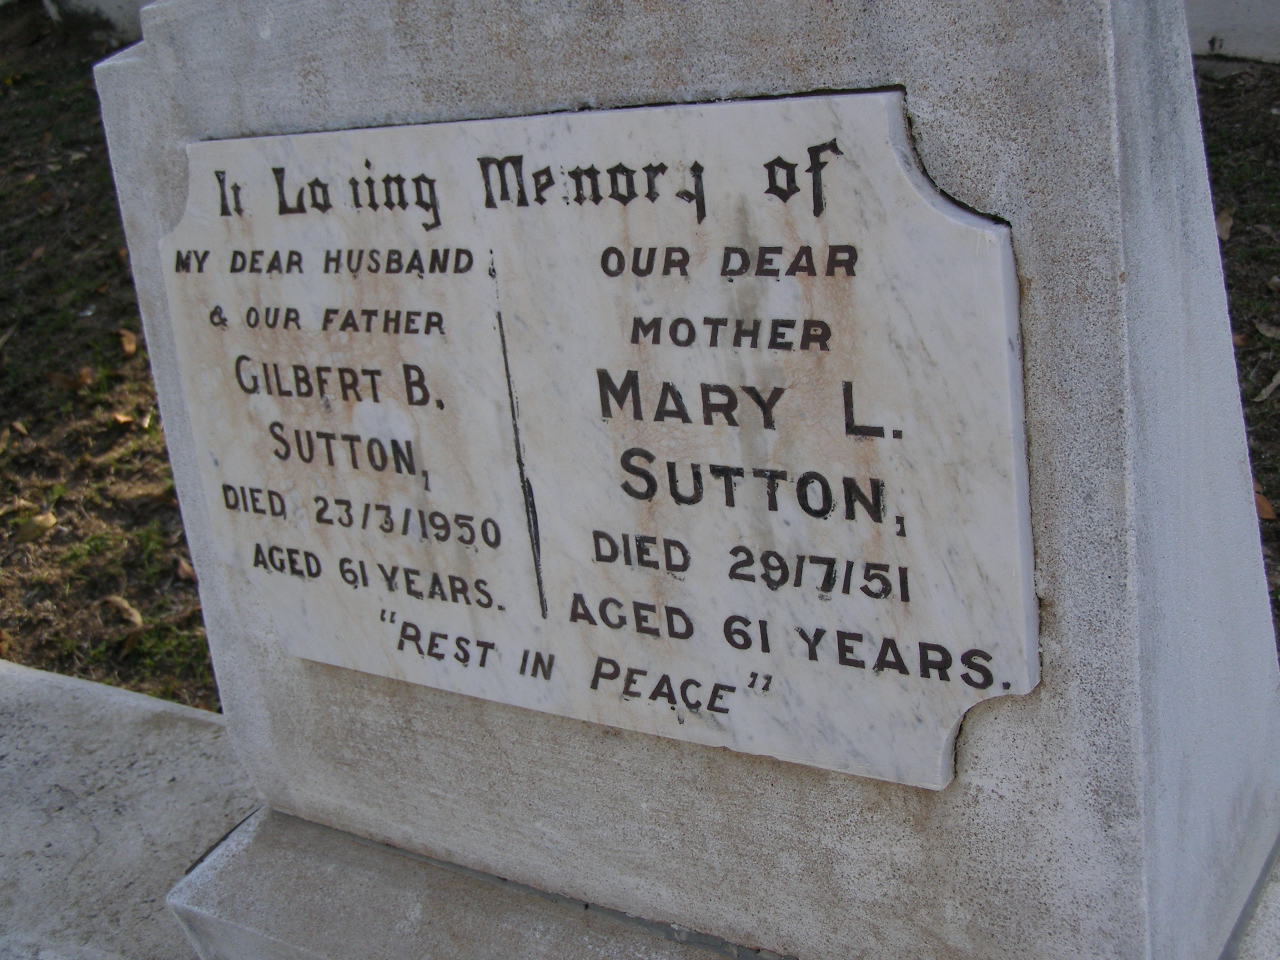 In Loving Memory of
MY DEAR HUSBAND
& OUR FATHER
GILBERT B.
SUTTON,
DIED 23/3/1950
AGED 61 YEARS.
OUR DEAR
MOTHER
MARY L.
SUTTON,
DIED 29/7/51
AGED 61 YEARS.
"REST IN PEACE"